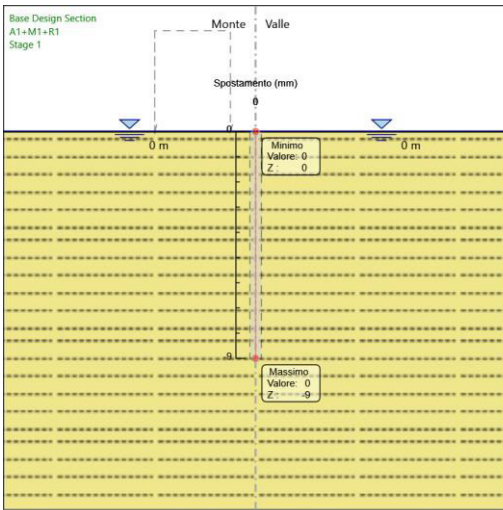 Base Design Section
A1+M1+R1
Stage 1
Monte Valle
Spostamento (mm)
0
0
0 m
0 m
Minimo
Valore: 0
Z : 0
-9
Massimo
Valore: 0
Z : -9